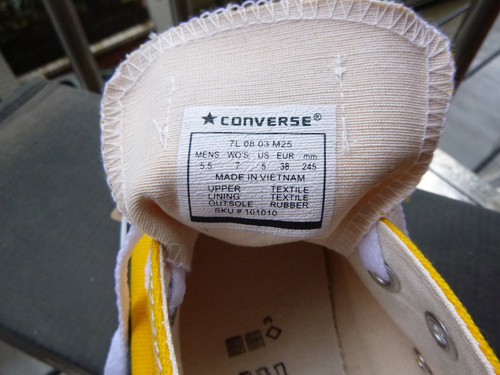 ★CONVERSE®
7L 08 03 M25
MENS WO'S US EUR mm
5.5 7 5 38 245
MADE IN VIETNAM
UPPER TEXTILE
LINING TEXTILE
OUTSOLE RUBBER
SKU # 101010